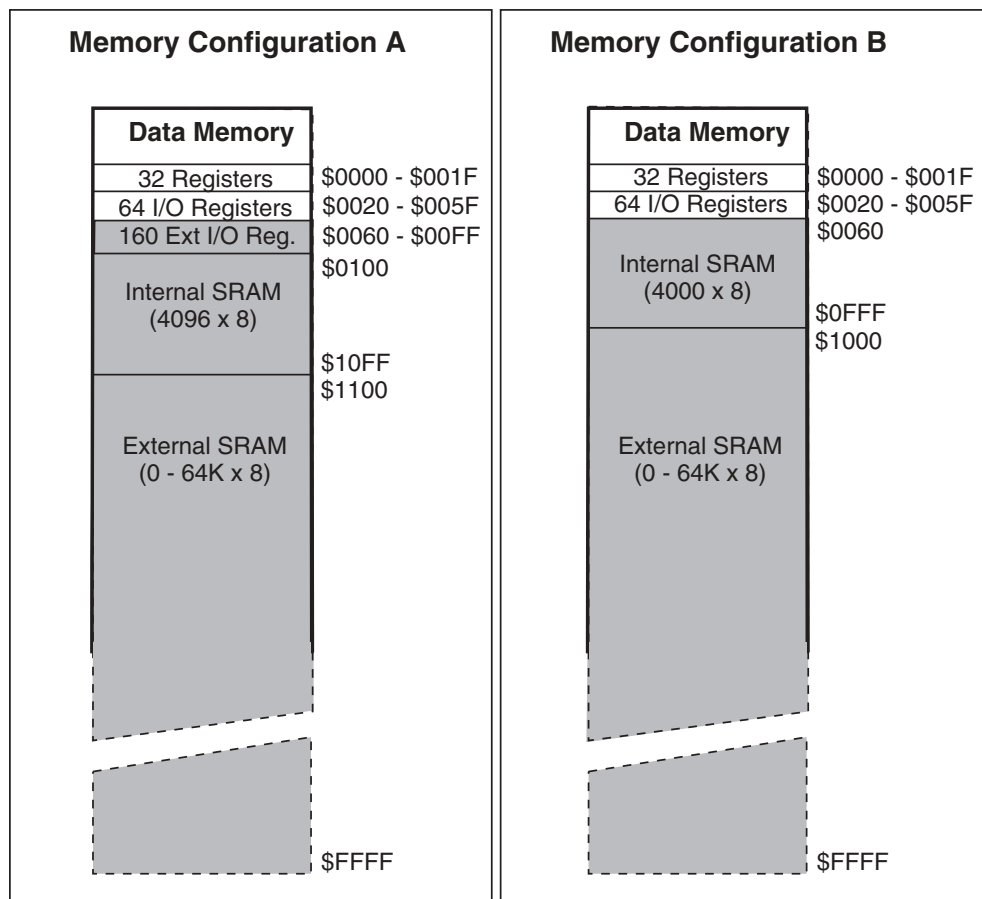 Memory Configuration A
Data Memory
32 Registers
$0000 - $001F
64 I/O Registers
$0020 - $005F
160 Ext I/O Reg.
$0060 - $00FF
$0100
Internal SRAM
(4096 x 8)
$10FF
$1100
External SRAM
(0 - 64K x 8)
$FFFF
Memory Configuration B
Data Memory
32 Registers
$0000 - $001F
64 I/O Registers
$0020 - $005F
$0060
Internal SRAM
(4000 x 8)
$0FFF
$1000
External SRAM
(0 - 64K x 8)
$FFFF